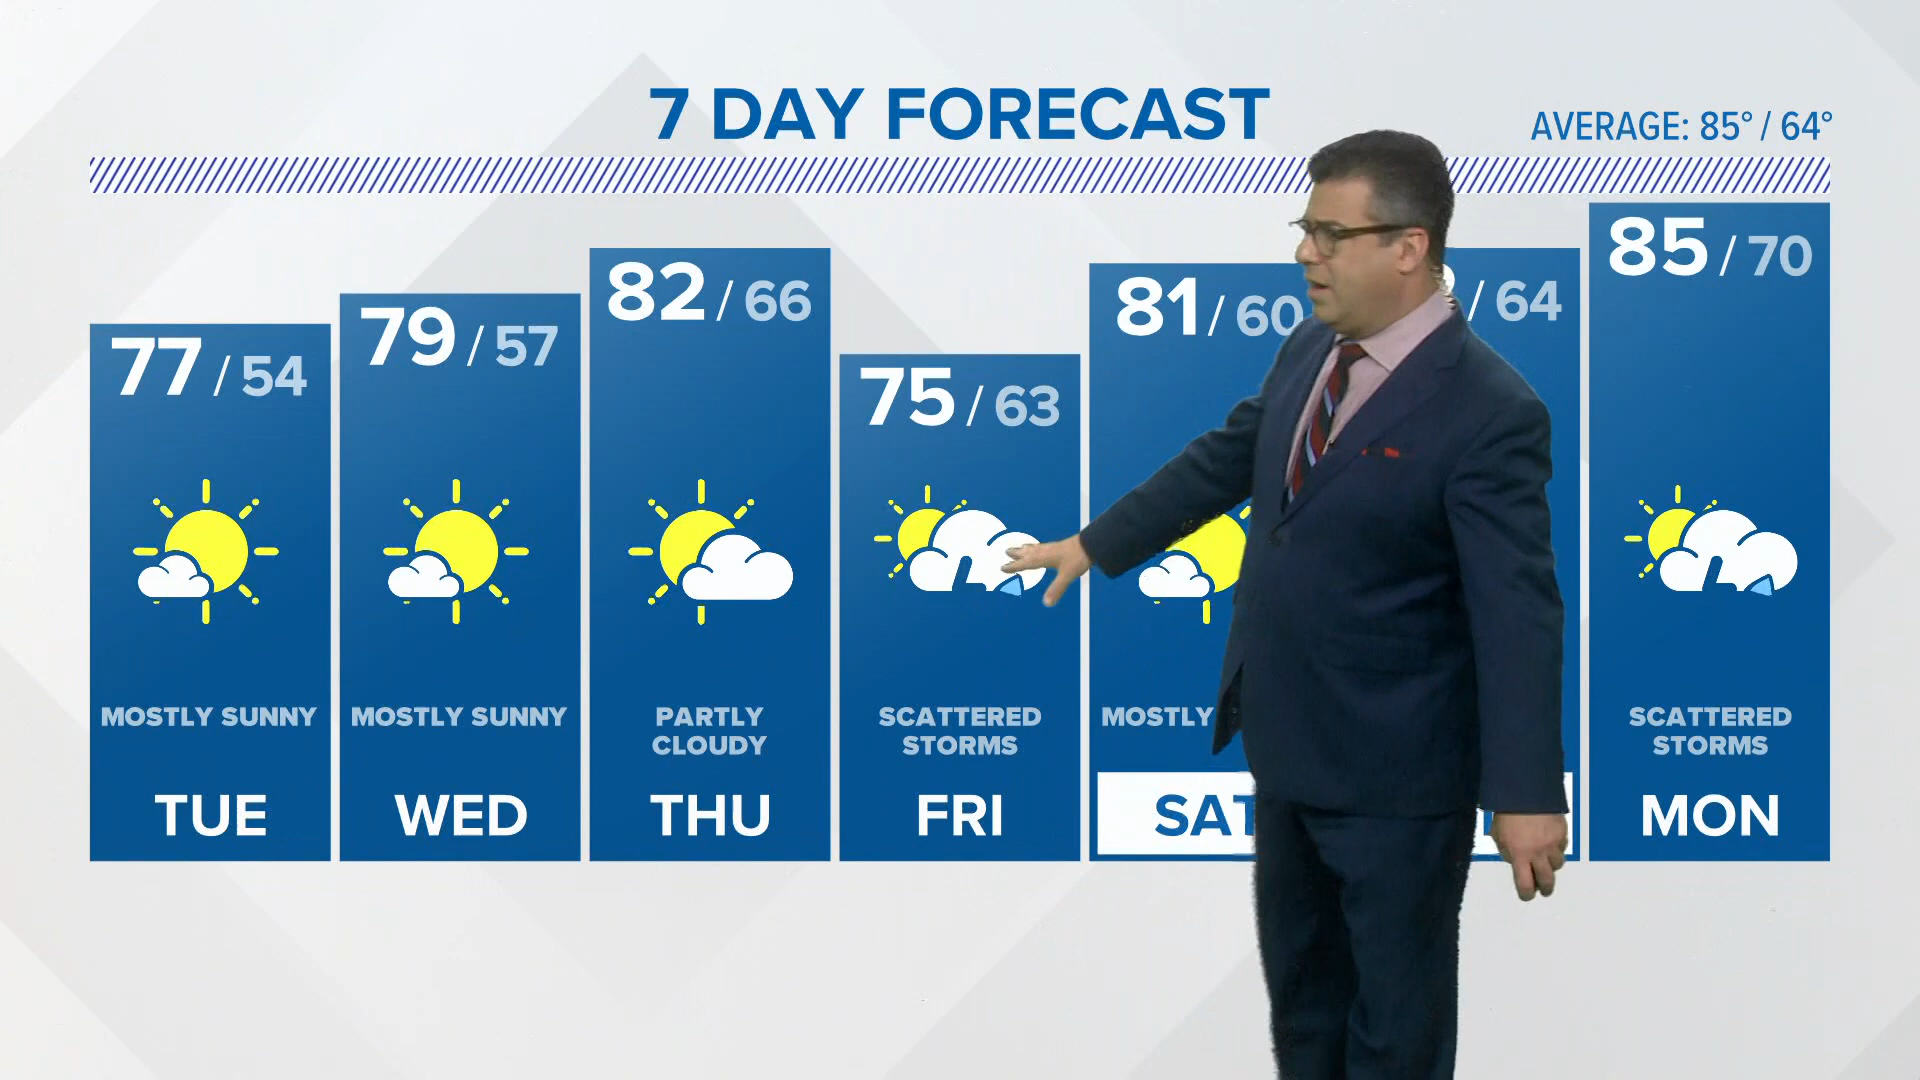 7 DAY FORECAST
AVERAGE: 85° / 64°
77 / 54
MOSTLY SUNNY
TUE
79 / 57
MOSTLY SUNNY
WED
82 / 66
PARTLY
CLOUDY
THU
75 / 63
SCATTERED
STORMS
FRI
81 / 60
MOSTLY
SAT
/ 64
85 / 70
SCATTERED
STORMS
MON